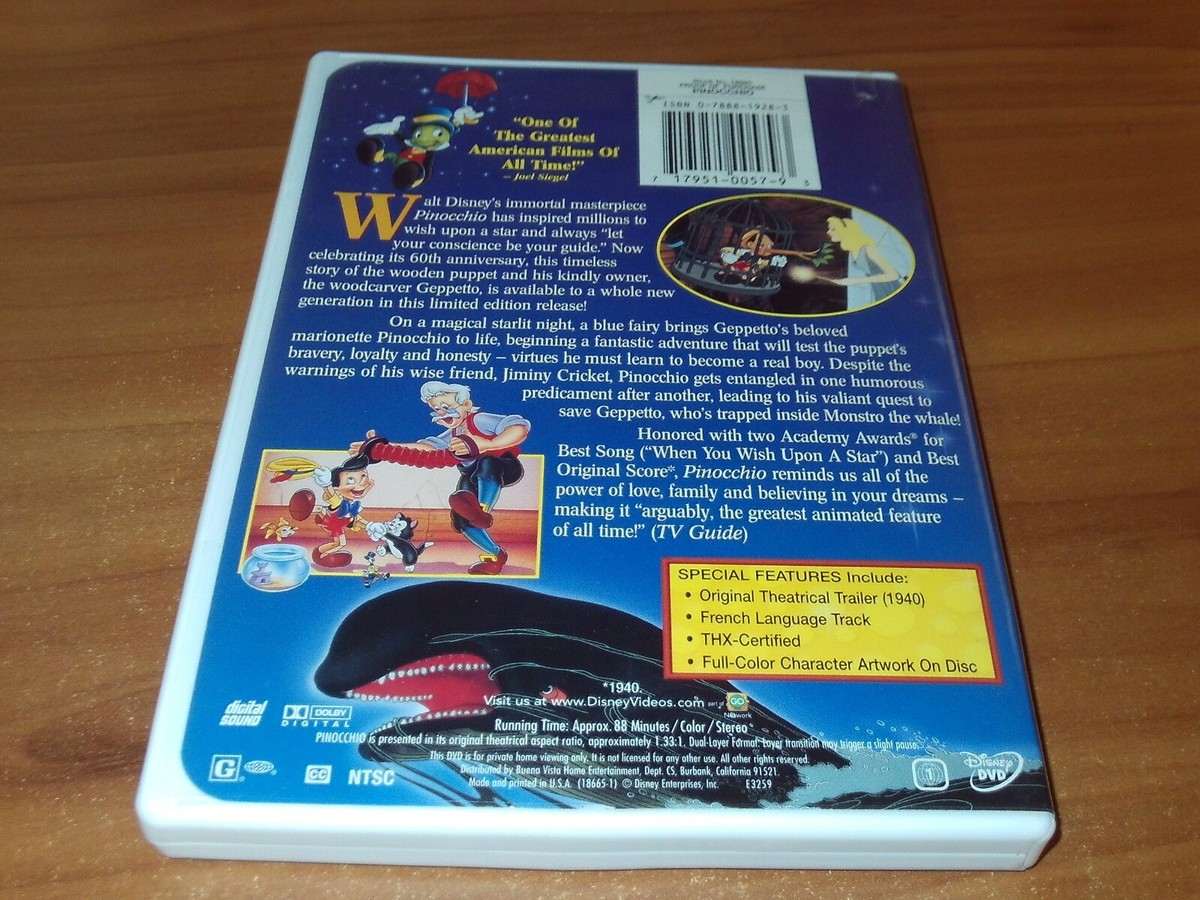 PINOCCHIO
ISBN 0-7888-1928-5
7 17951-0057-9 3
"One Of
The Greatest
American Films Of
All Time!"
– Joel Siegel
Walt Disney's immortal masterpiece
Pinocchio has inspired millions to
wish upon a star and always "let
your conscience be your guide." Now
celebrating its 60th anniversary, this timeless
story of the wooden puppet and his kindly owner,
the woodcarver Geppetto, is available to a whole new
generation in this limited edition release!
On a magical starlit night, a blue fairy brings Geppetto's beloved
marionette Pinocchio to life, beginning a fantastic adventure that will test the puppet's
bravery, loyalty and honesty – virtues he must learn to become a real boy. Despite the
warnings of his wise friend, Jiminy Cricket, Pinocchio gets entangled in one humorous
predicament after another, leading to his valiant quest to
save Geppetto, who's trapped inside Monstro the whale!
Honored with two Academy Awards® for
Best Song ("When You Wish Upon A Star") and Best
Original Score*, Pinocchio reminds us all of the
power of love, family and believing in your dreams –
making it "arguably, the greatest animated feature
of all time!" (TV Guide)
SPECIAL FEATURES Include:
• Original Theatrical Trailer (1940)
• French Language Track
• THX-Certified
• Full-Color Character Artwork On Disc
*1940.
Visit us at www.DisneyVideos.com part of GO Network
digital SOUND
DOLBY DIGITAL
Running Time: Approx. 88 Minutes / Color / Stereo
PINOCCHIO is presented in its original theatrical aspect ratio, approximately 1.33:1. Dual-Layer Format. Layer transition may trigger a slight pause.
This DVD is for private home viewing only. It is not licensed for any other use. All other rights reserved.
Distributed by Buena Vista Home Entertainment, Dept. CS, Burbank, California 91521.
Made and printed in U.S.A. (18665-1) © Disney Enterprises, Inc. E3259
G
CC
NTSC
1
Disney DVD